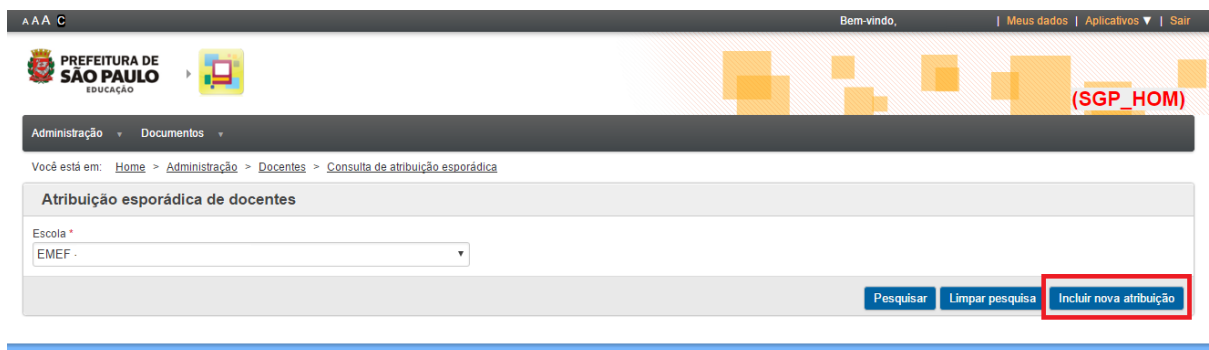 A A A C
Bem-vindo, | Meus dados | Aplicativos ▼ | Sair
PREFEITURA DE
SÃO PAULO
EDUCAÇÃO
(SGP_HOM)
Administração ▼ Documentos ▼
Você está em: Home > Administração > Docentes > Consulta de atribuição esporádica
Atribuição esporádica de docentes
Escola *
EMEF -
Pesquisar Limpar pesquisa Incluir nova atribuição